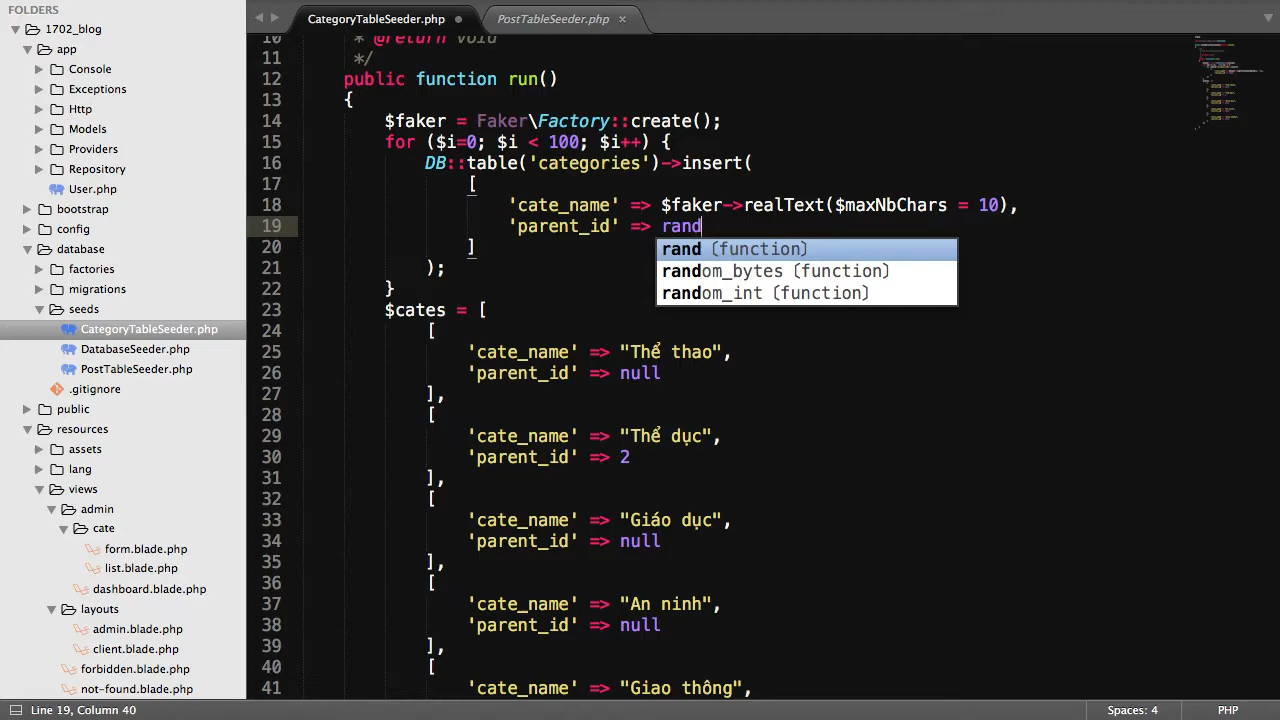 FOLDERS
1702_blog
app
Console
Exceptions
Http
Models
Providers
Repository
User.php
bootstrap
config
database
factories
migrations
seeds
CategoryTableSeeder.php
DatabaseSeeder.php
PostTableSeeder.php
.gitignore
public
resources
assets
lang
views
admin
cate
form.blade.php
list.blade.php
dashboard.blade.php
layouts
admin.blade.php
client.blade.php
forbidden.blade.php
not-found.blade.php
CategoryTableSeeder.php
PostTableSeeder.php ×
10 * @return void
11 */
12 public function run()
13 {
14 $faker = Faker\Factory::create();
15 for ($i=0; $i < 100; $i++) {
16 DB::table('categories')->insert(
17 [
18 'cate_name' => $faker->realText($maxNbChars = 10),
19 'parent_id' => rand
rand (function)
random_bytes (function)
random_int (function)
20 ]
21 );
22 }
23 $cates = [
24 [
25 'cate_name' => "Thể thao",
26 'parent_id' => null
27 ],
28 [
29 'cate_name' => "Thể dục",
30 'parent_id' => 2
31 ],
32 [
33 'cate_name' => "Giáo dục",
34 'parent_id' => null
35 ],
36 [
37 'cate_name' => "An ninh",
38 'parent_id' => null
39 ],
40 [
41 'cate_name' => "Giao thông",
Line 19, Column 40
Spaces: 4
PHP